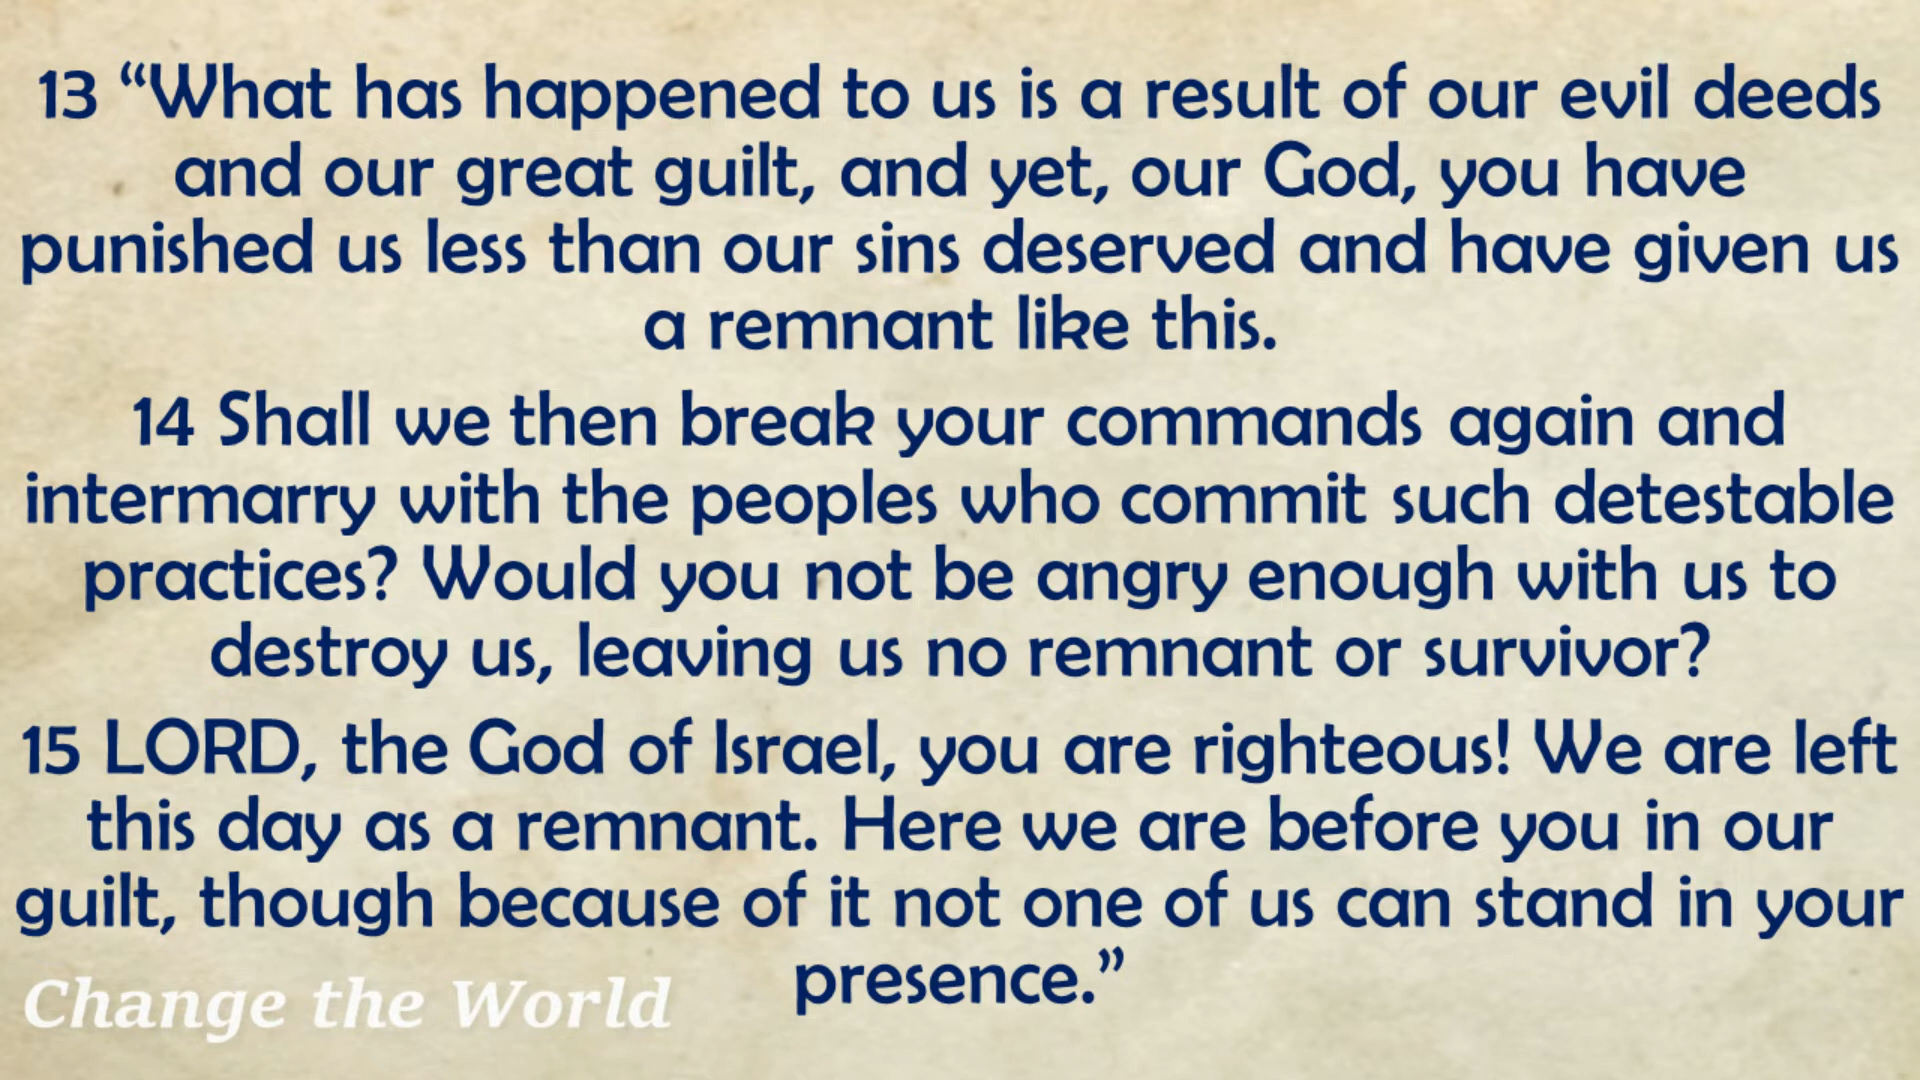 13 “What has happened to us is a result of our evil deeds
and our great guilt, and yet, our God, you have
punished us less than our sins deserved and have given us
a remnant like this.
14 Shall we then break your commands again and
intermarry with the peoples who commit such detestable
practices? Would you not be angry enough with us to
destroy us, leaving us no remnant or survivor?
15 LORD, the God of Israel, you are righteous! We are left
this day as a remnant. Here we are before you in our
guilt, though because of it not one of us can stand in your
presence.”
Change the World